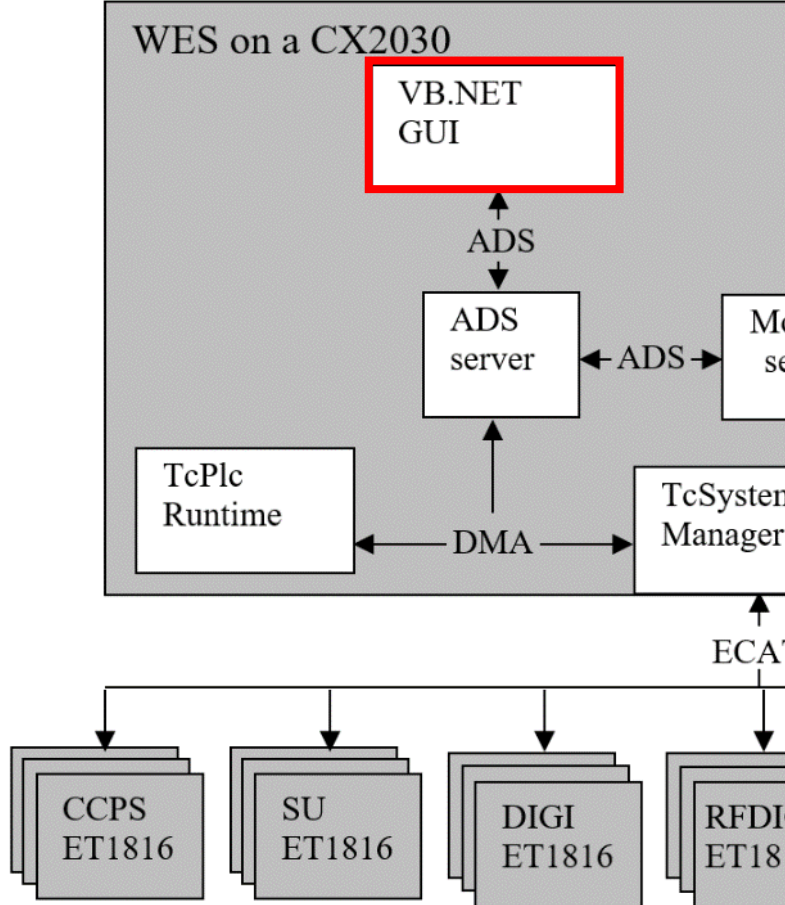 WES on a CX2030
VB.NET
GUI
ADS
ADS
server
ADS
TcPlc
Runtime
DMA
Manager
CCPS
ET1816
SU
ET1816
DIGI
ET1816